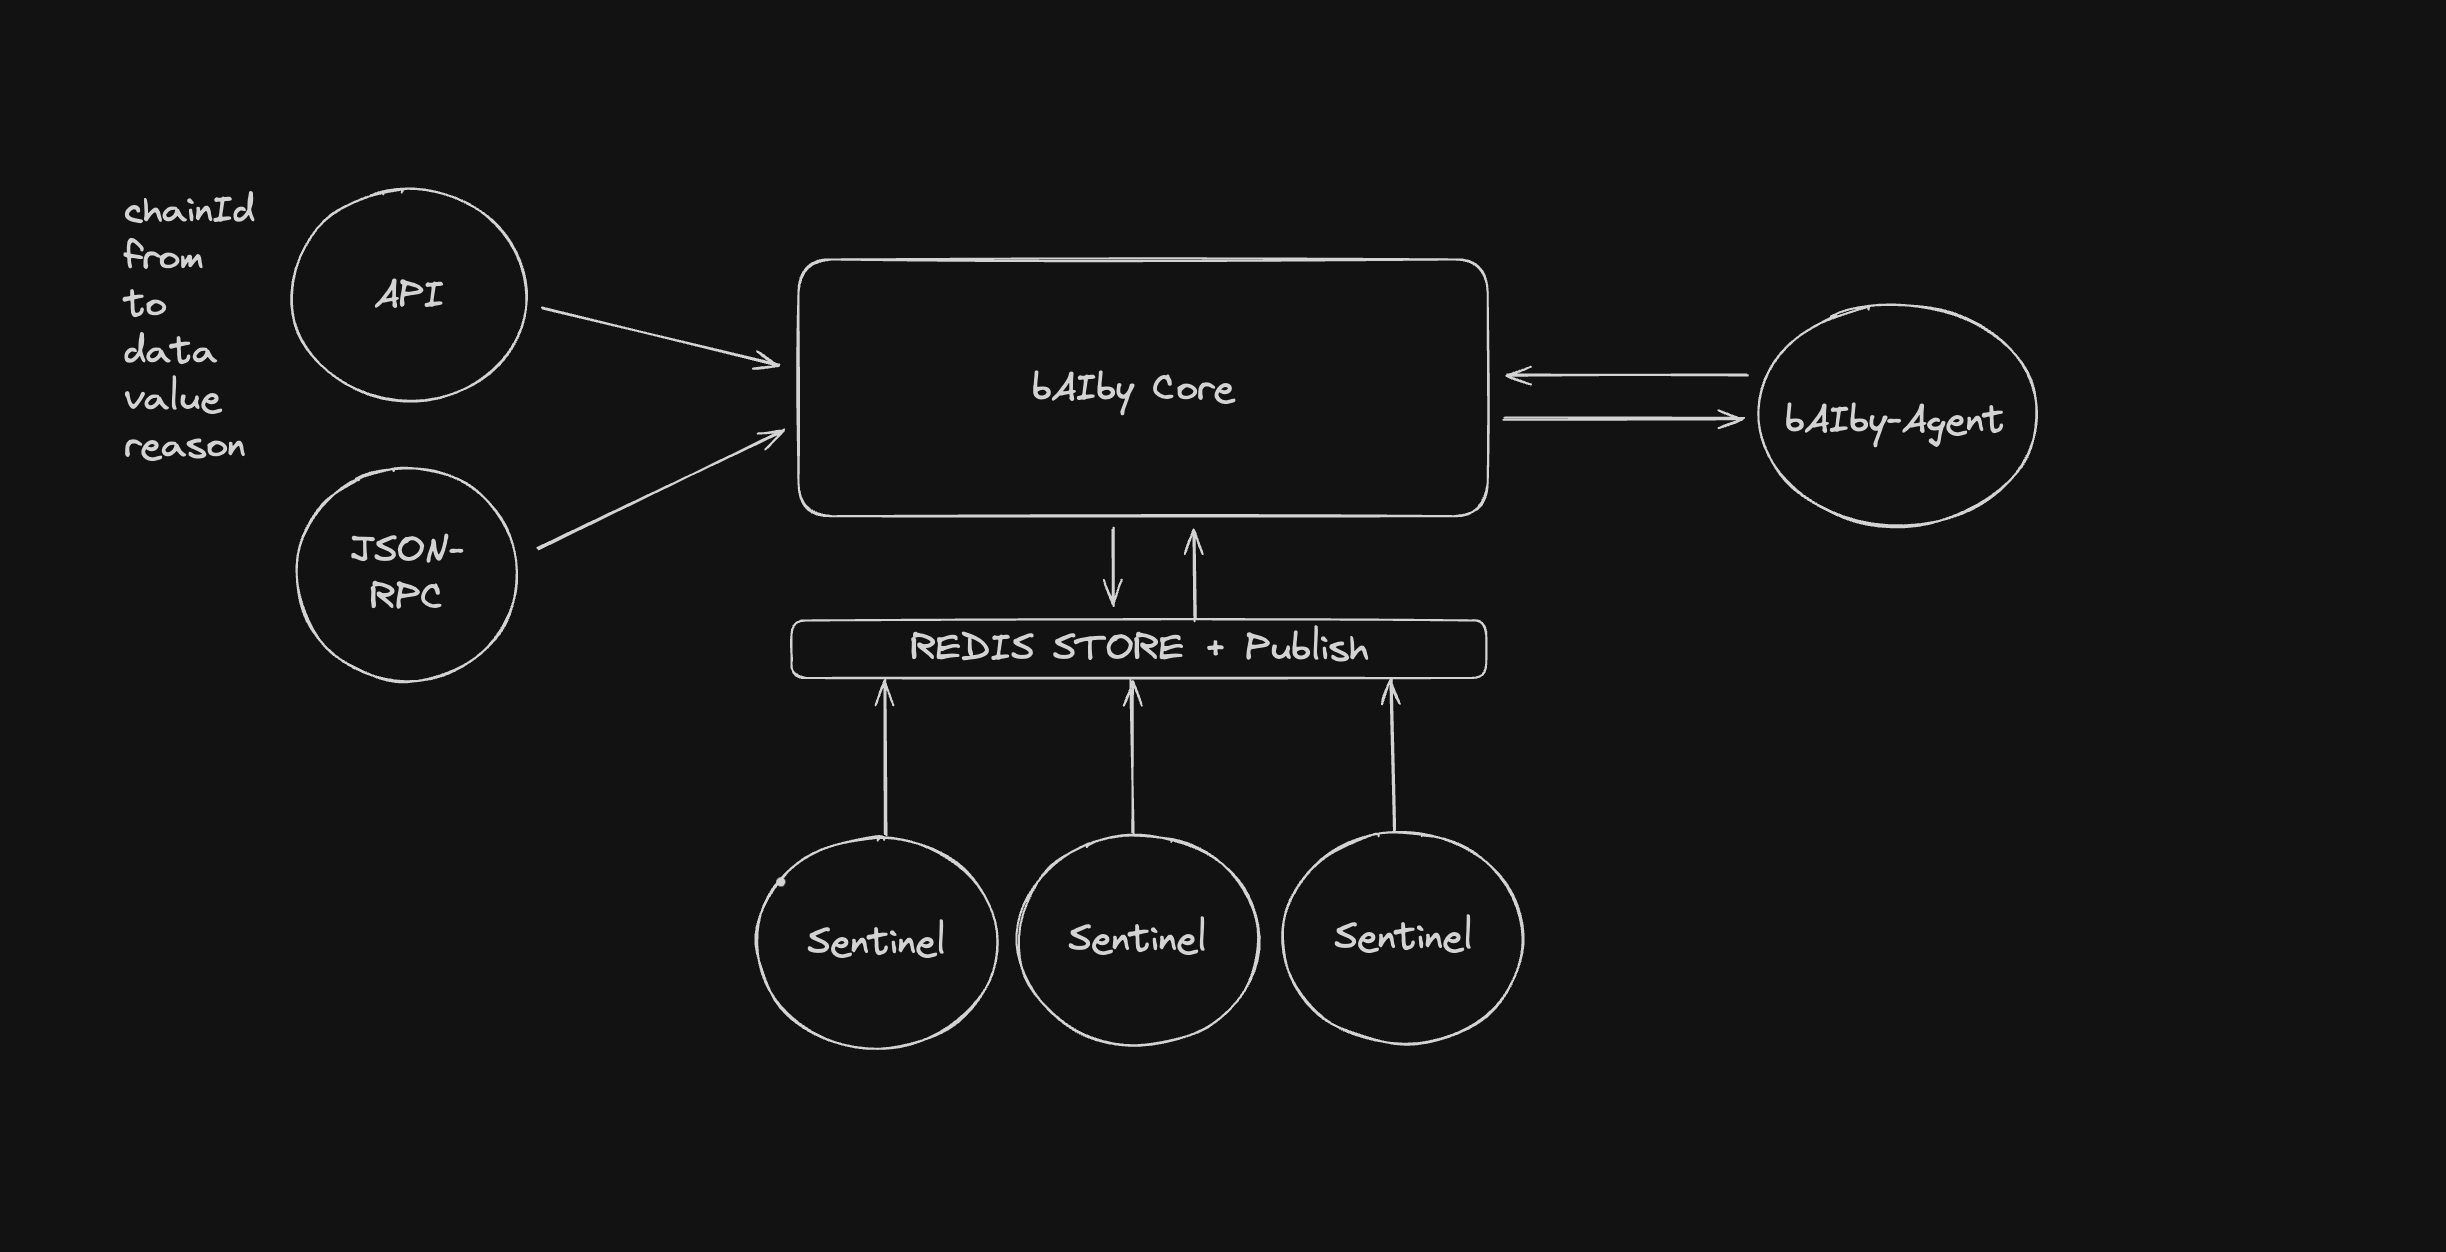 chainId
from
to
data
value
reason
API
JSON-
RPC
bAIby Core
bAIby-Agent
REDIS STORE + Publish
Sentinel
Sentinel
Sentinel